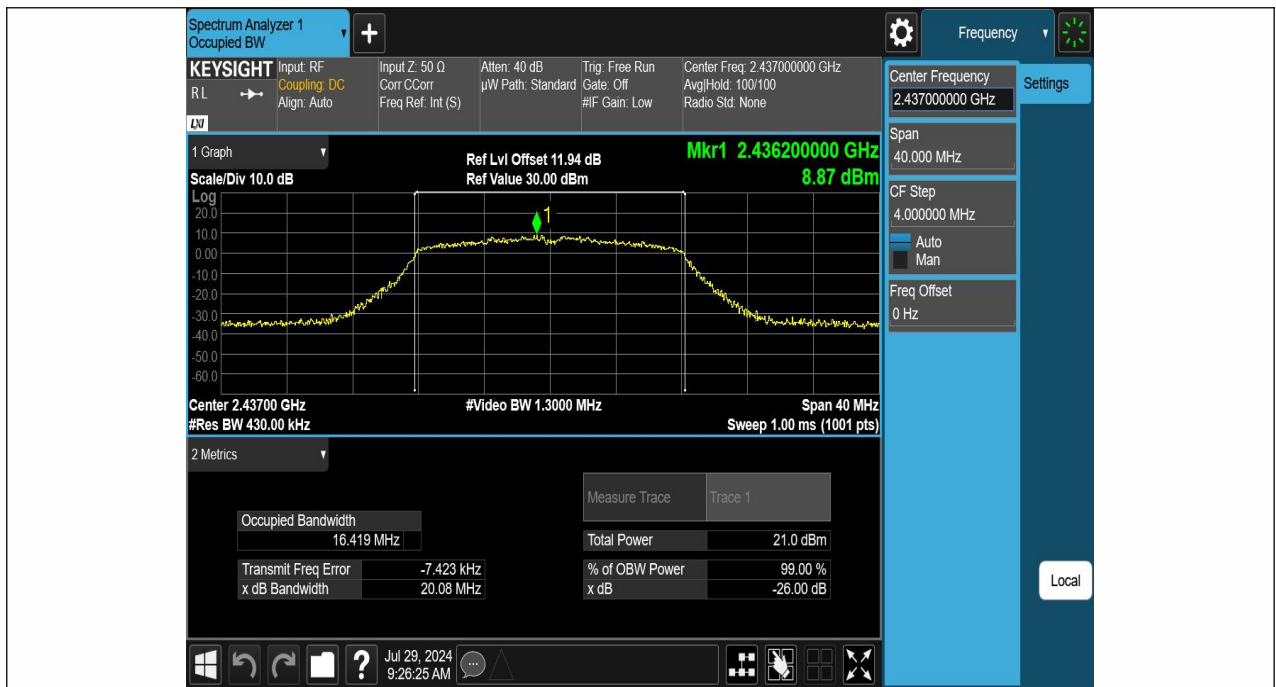 Spectrum Analyzer 1
Occupied BW
+
Frequency
KEYSIGHT
R L
LXI
Input: RF
Coupling: DC
Align: Auto
Input Z: 50 Ω
Corr CCorr
Freq Ref: Int (S)
Atten: 40 dB
µW Path: Standard
Trig: Free Run
Gate: Off
#IF Gain: Low
Center Freq: 2.437000000 GHz
Avg|Hold: 100/100
Radio Std: None
Center Frequency
2.437000000 GHz
Settings
Span
40.000 MHz
CF Step
4.000000 MHz
Auto
Man
Freq Offset
0 Hz
Local
1 Graph
Scale/Div 10.0 dB
Ref Lvl Offset 11.94 dB
Ref Value 30.00 dBm
Mkr1 2.436200000 GHz
8.87 dBm
Log
20.0
10.0
0.00
-10.0
-20.0
-30.0
-40.0
-50.0
-60.0
1
Center 2.43700 GHz
#Video BW 1.3000 MHz
Span 40 MHz
#Res BW 430.00 kHz
Sweep 1.00 ms (1001 pts)
2 Metrics
Measure Trace Trace 1
Occupied Bandwidth
16.419 MHz
Total Power 21.0 dBm
Transmit Freq Error -7.423 kHz
% of OBW Power 99.00 %
x dB Bandwidth 20.08 MHz
x dB -26.00 dB
?
Jul 29, 2024
9:26:25 AM